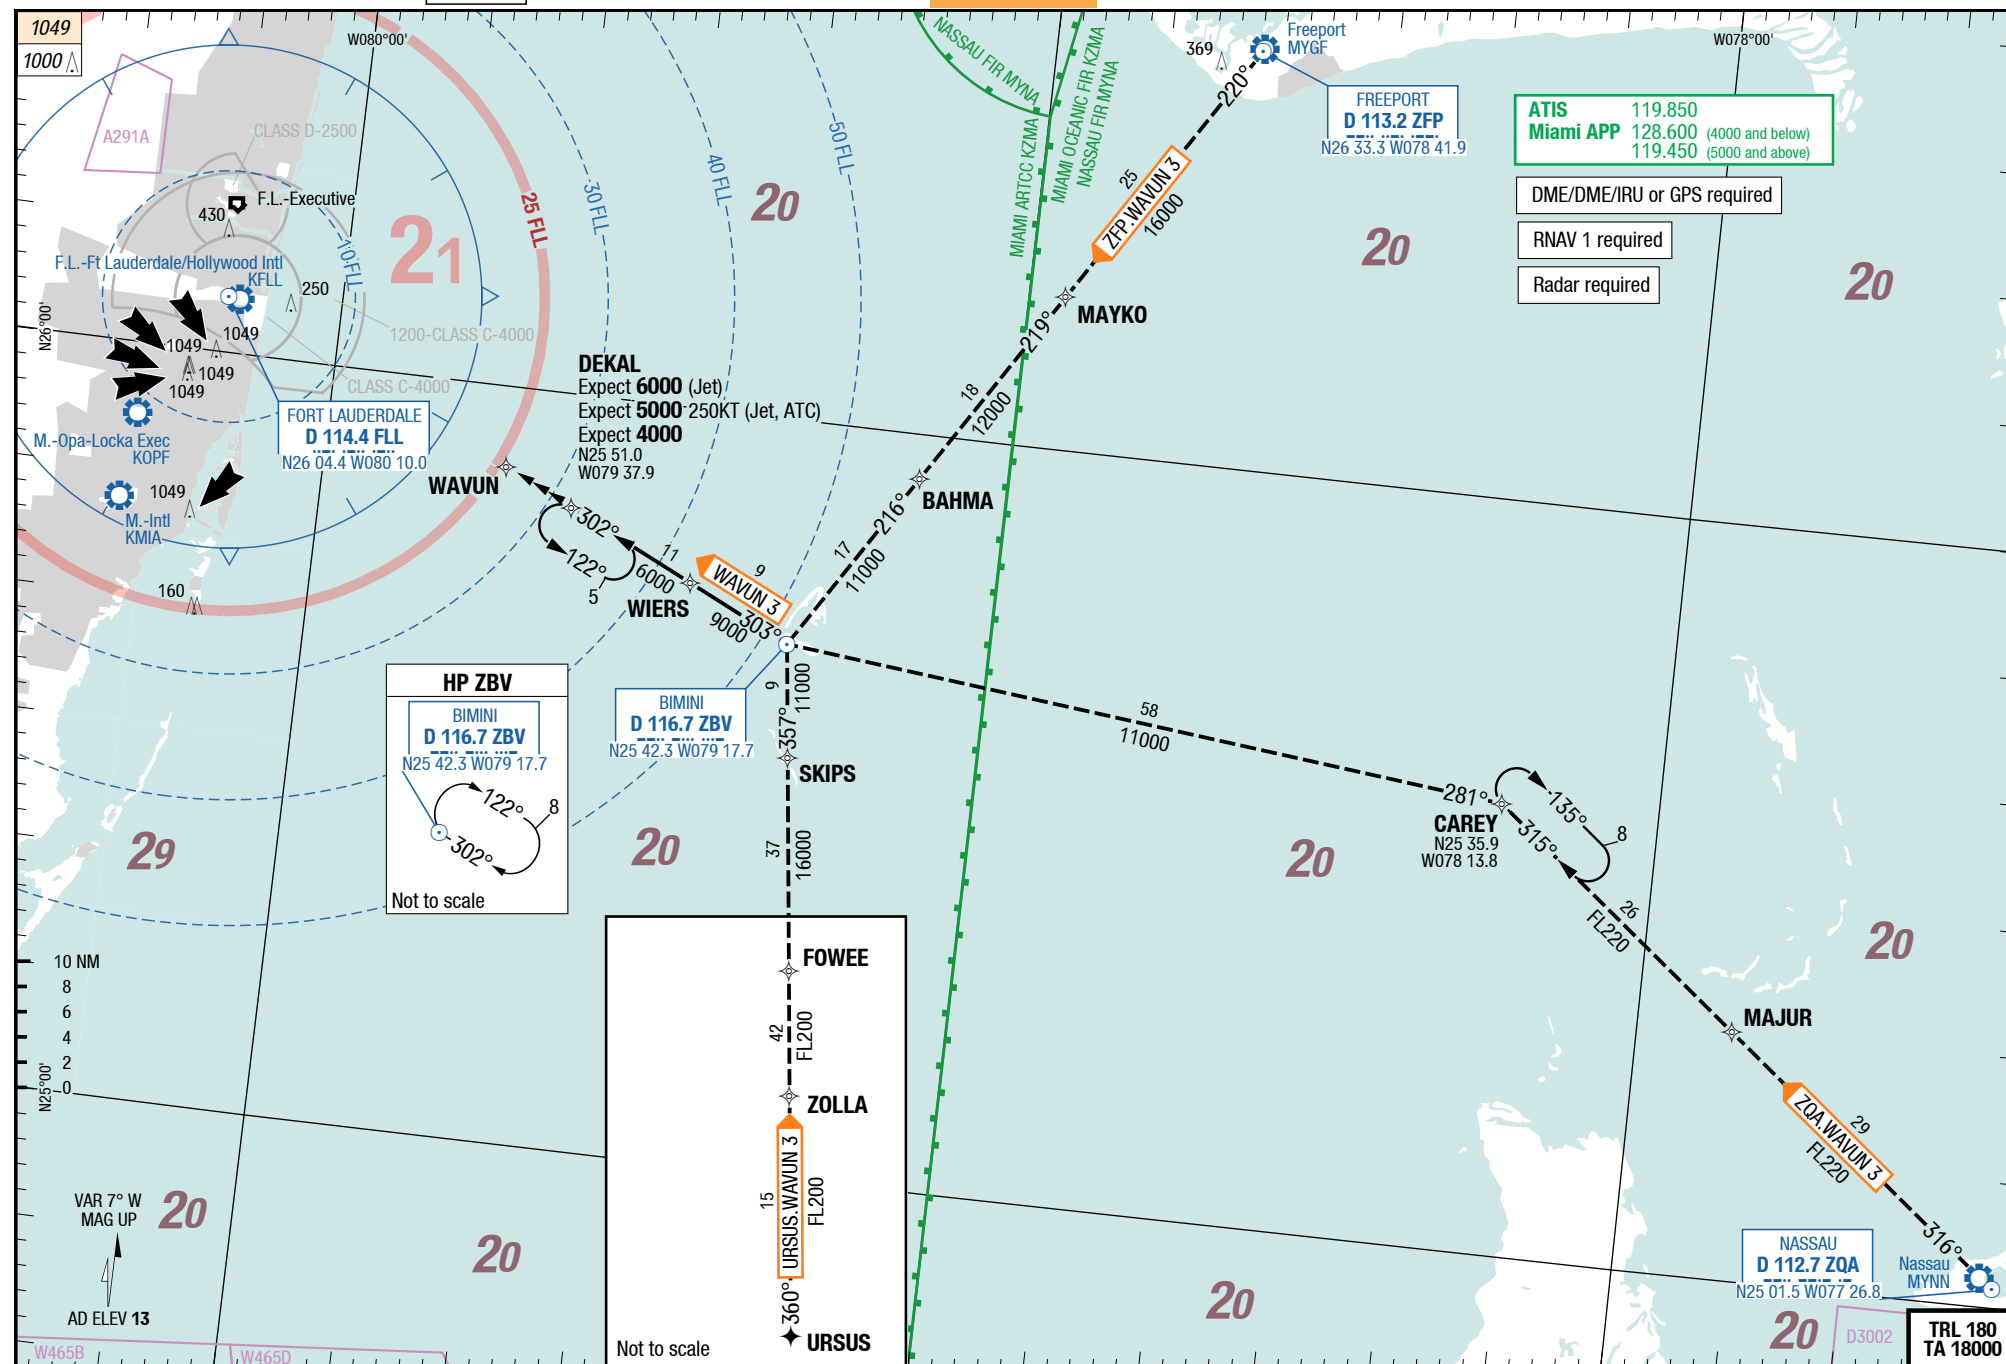 1049
1000
W080°00'
W078°00'
A291A
CLASS D-2500
F.L.-Executive
430
F.L.-Ft Lauderdale/Hollywood Intl
KFLL
250
10 FLL
25 FLL
30 FLL
40 FLL
50 FLL
21
1200-CLASS C-4000
CLASS C-4000
N26°00'
1049
1049
1049
1049
FORT LAUDERDALE
D 114.4 FLL
N26 04.4 W080 10.0
M.-Opa-Locka Exec
KOPF
1049
M.-Intl
KMIA
160
NASSAU FIR MYNA
MIAMI ARTCC KZMA
MIAMI OCEANIC FIR KZMA
NASSAU FIR MYNA
369
Freeport
MYGF
FREEPORT
D 113.2 ZFP
N26 33.3 W078 41.9
220°
25
ZFP.WAVUN 3
16000
MAYKO
219°
18
12000
BAHMA
216°
17
11000
ATIS 119.850
Miami APP 128.600 (4000 and below)
119.450 (5000 and above)
DME/DME/IRU or GPS required
RNAV 1 required
Radar required
20
20
20
DEKAL
Expect 6000 (Jet)
Expect 5000 250KT (Jet, ATC)
Expect 4000
N25 51.0
W079 37.9
WAVUN
302°
122°
5
11
6000
WIERS
9
WAVUN 3
303°
9000
BIMINI
D 116.7 ZBV
N25 42.3 W079 17.7
HP ZBV
BIMINI
D 116.7 ZBV
N25 42.3 W079 17.7
122°
8
302°
Not to scale
9
11000
357°
SKIPS
37
16000
FOWEE
42
FL200
ZOLLA
15
URSUS.WAVUN 3
FL200
360°
URSUS
Not to scale
58
11000
281°
CAREY
N25 35.9
W078 13.8
135°
8
315°
26
FL220
MAJUR
29
ZQA.WAVUN 3
FL220
316°
NASSAU
D 112.7 ZQA
N25 01.5 W077 26.8
Nassau
MYNN
29
20
20
20
20
20
20
20
10 NM
8
6
4
2
0
N25°00'
VAR 7° W
MAG UP
AD ELEV 13
W465B
W465D
D3002
TRL 180
TA 18000